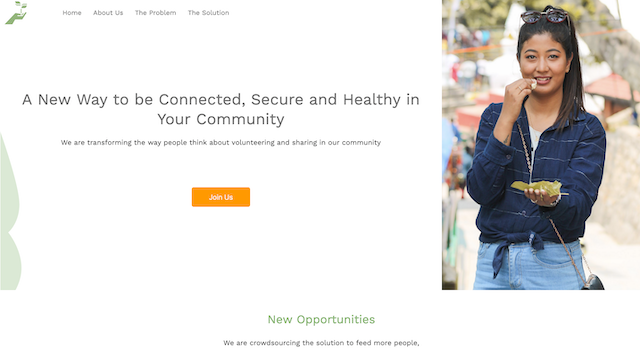 Home About Us The Problem The Solution
A New Way to be Connected, Secure and Healthy in
Your Community
We are transforming the way people think about volunteering and sharing in our community
Join Us
New Opportunities
We are crowdsourcing the solution to feed more people,